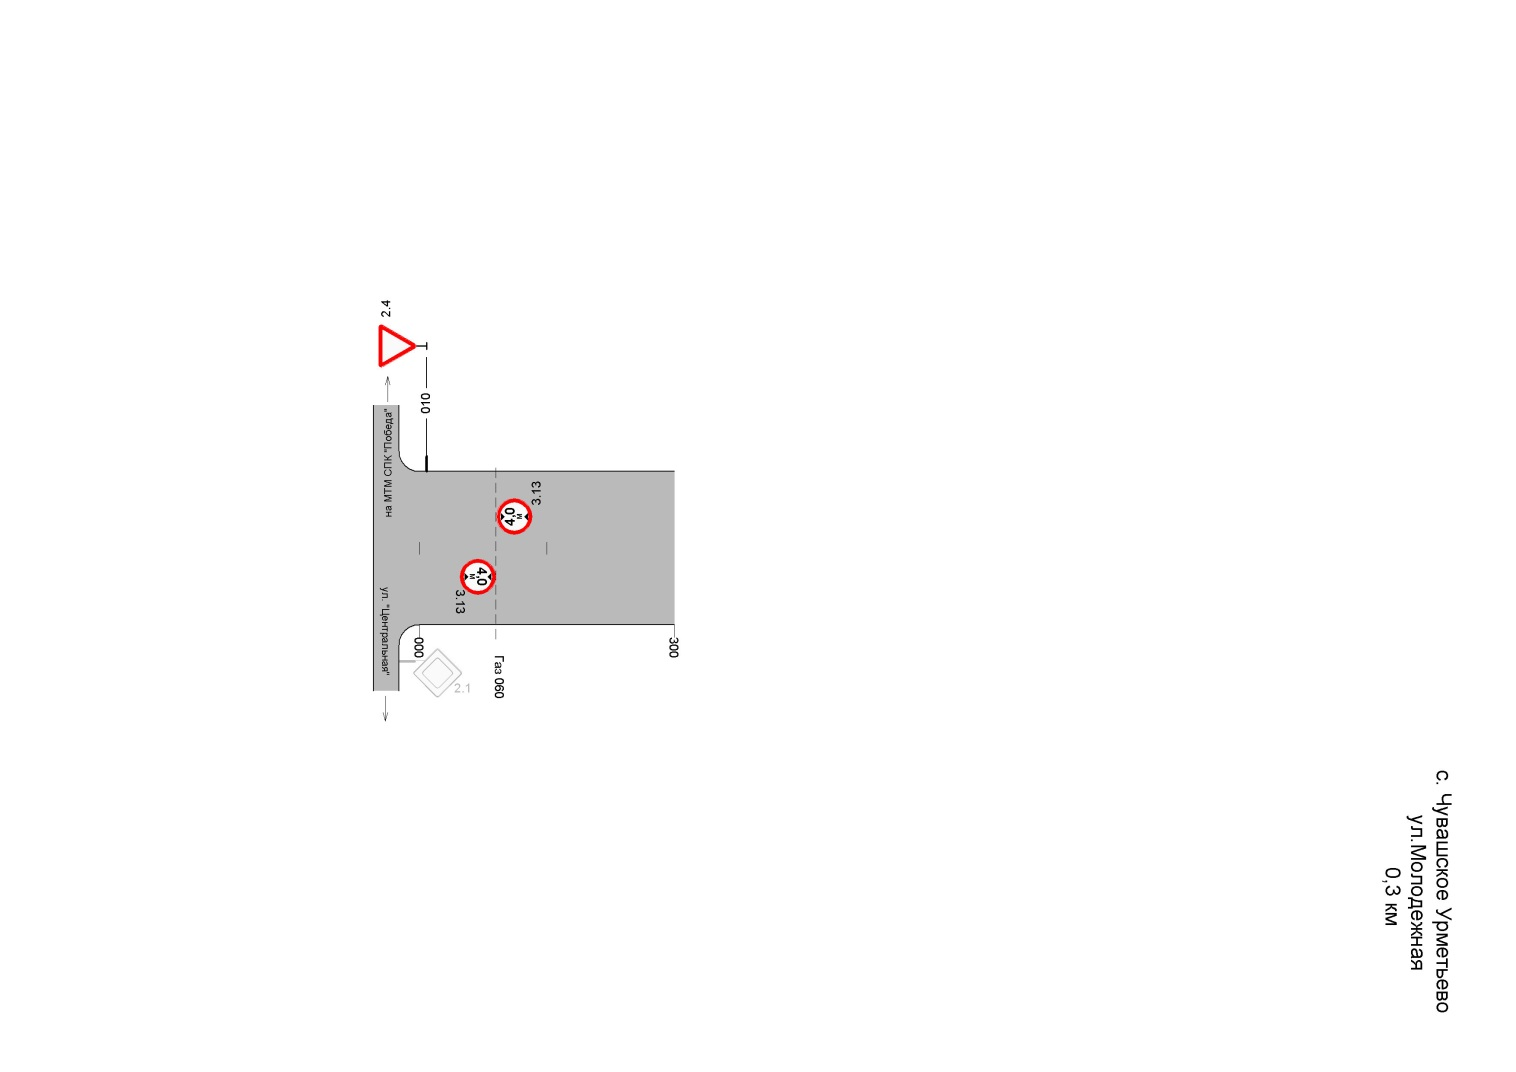 с. Чувашское Урметьево
ул.Молодежная
0,3 км
2.4
010
на МТМ СПК "Победа"
ул. "Центральная"
3.13
4,0
м
4,0
м
3.13
000
300
2.1
Газ 060